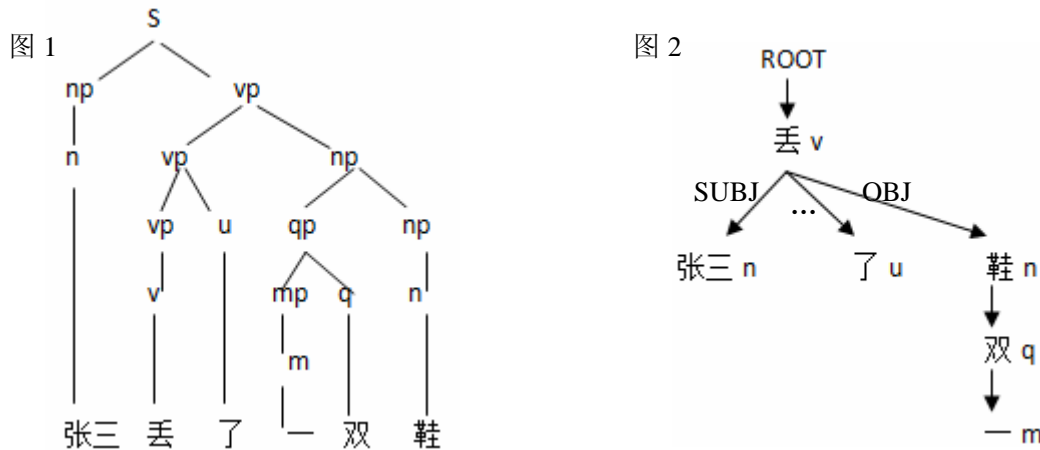 图 1
S
np vp
n vp np
vp u qp np
v mp q n
m
张三 丢 了 一 双 鞋
图 2
ROOT
丢 v
SUBJ ... OBJ
张三 n 了 u 鞋 n
双 q
一 m